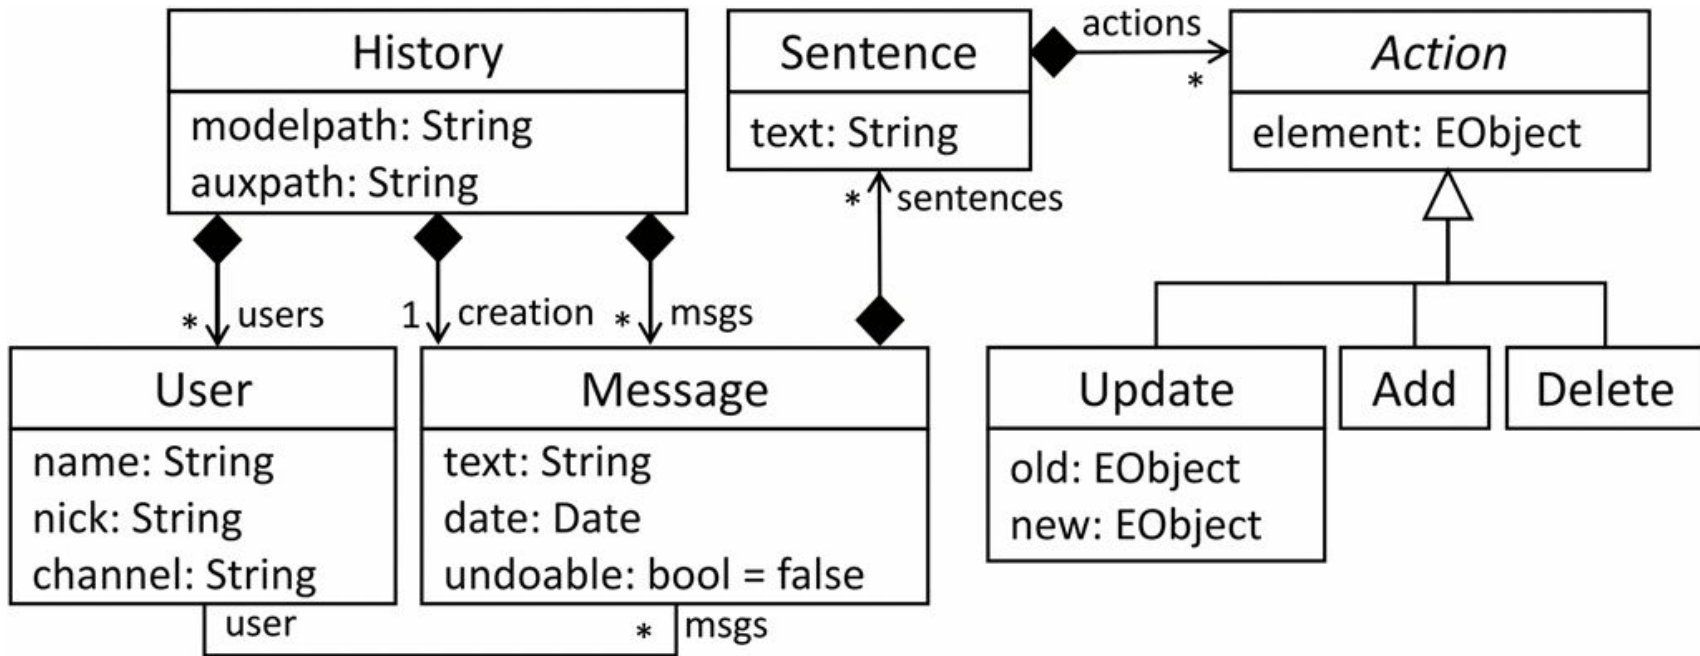 History
modelpath: String
auxpath: String
Sentence
text: String
actions
*
Action
element: EObject
* sentences
* users
1 creation
* msgs
User
name: String
nick: String
channel: String
Message
text: String
date: Date
undoable: bool = false
Update
old: EObject
new: EObject
Add
Delete
user
* msgs